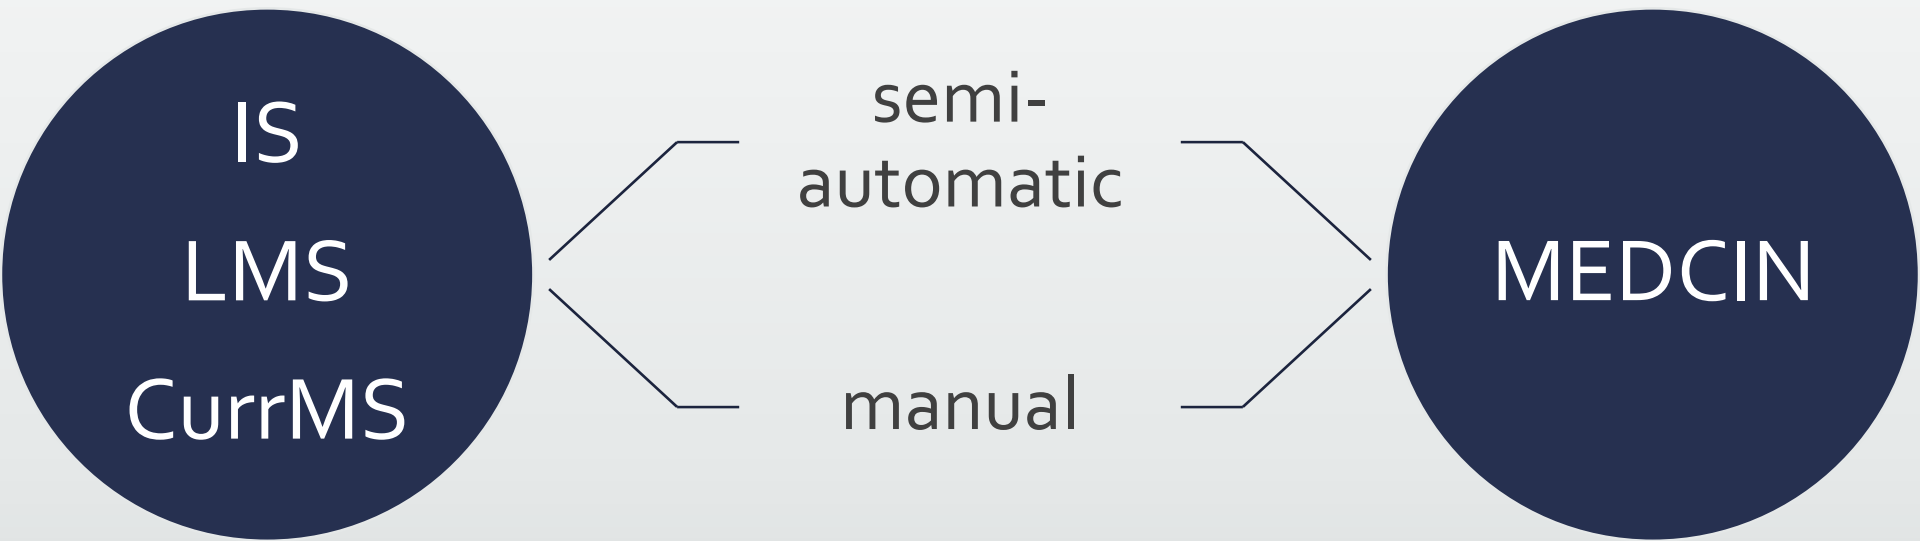 IS
LMS
CurrMS
semi-
automatic
manual
MEDCIN